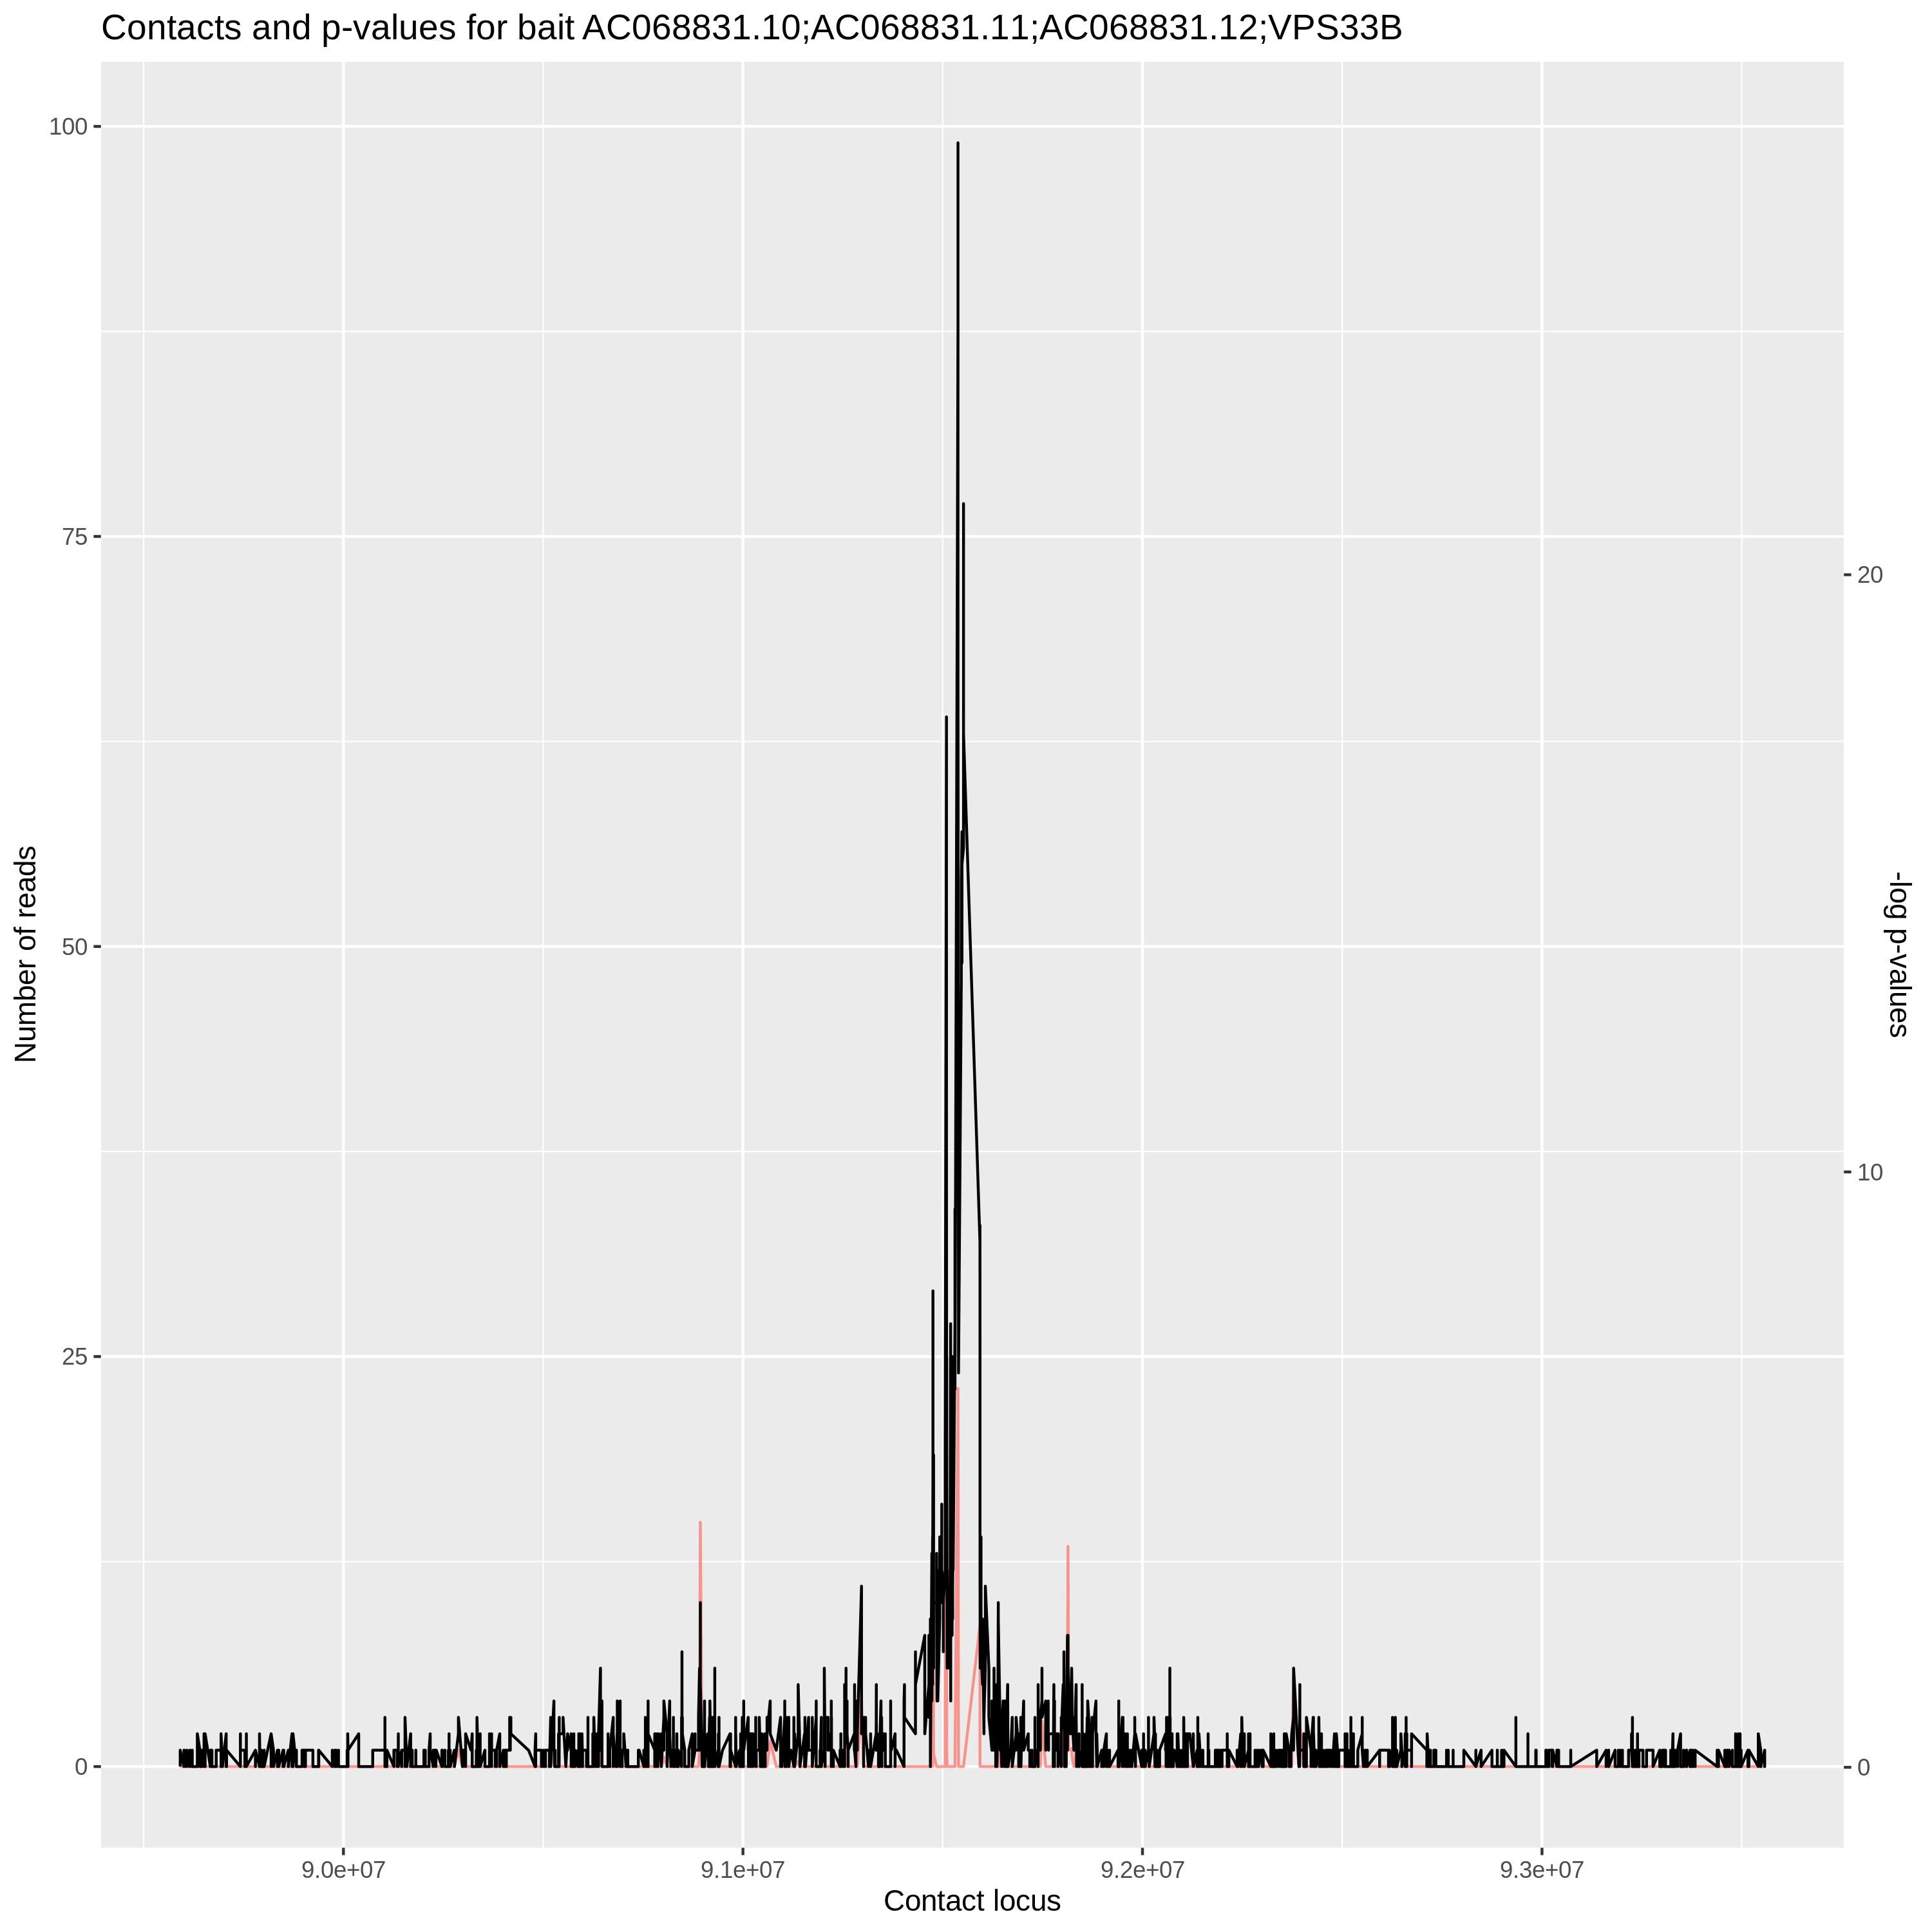 Contacts and p-values for bait AC068831.10;AC068831.11;AC068831.12;VPS33B
100
75
50
25
0
Number of reads
20
10
0
-log p-values
9.0e+07
9.1e+07
9.2e+07
9.3e+07
Contact locus